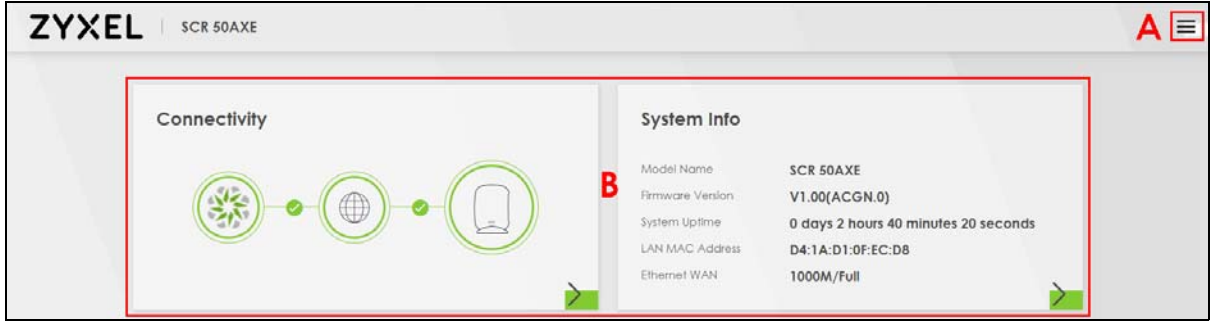 ZYXEL SCR 50AXE
A
Connectivity
B
System Info
Model Name SCR 50AXE
Firmware Version V1.00(ACGN.0)
System Uptime 0 days 2 hours 40 minutes 20 seconds
LAN MAC Address D4:1A:D1:0F:EC:D8
Ethernet WAN 1000M/Full